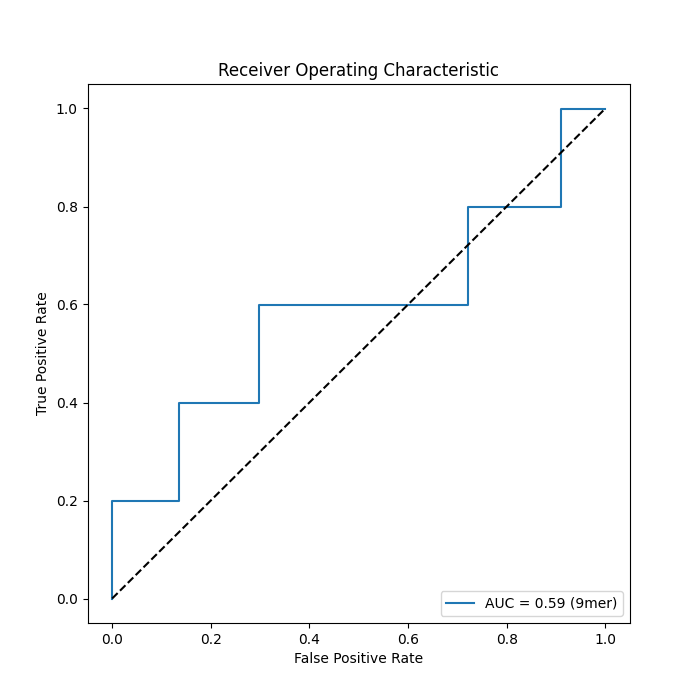 Receiver Operating Characteristic
True Positive Rate
1.0
0.8
0.6
0.4
0.2
0.0
AUC = 0.59 (9mer)
0.0 0.2 0.4 0.6 0.8 1.0
False Positive Rate